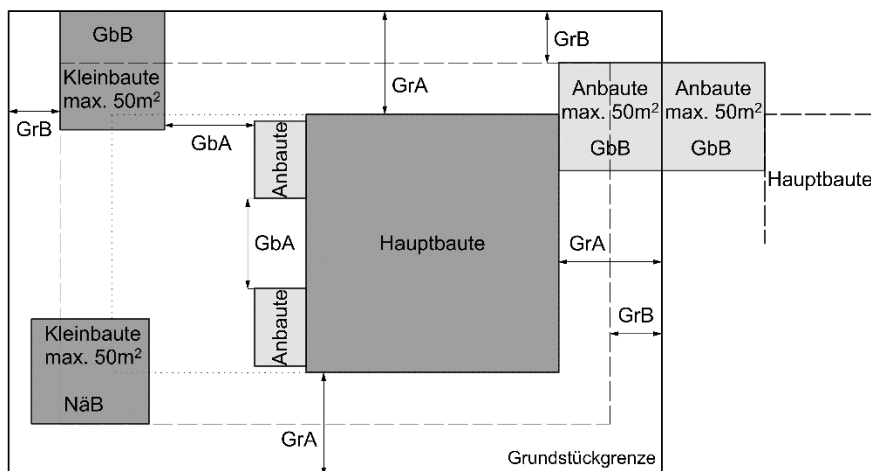 GbB
Kleinbaute
max. 50m²
GrB
GrA
GrB
Anbaute
max. 50m²
GbB
Anbaute
max. 50m²
GbB
Hauptbaute
GbA
Anbaute
GbA
Hauptbaute
GrA
Anbaute
GrB
Kleinbaute
max. 50m²
NäB
GrA
Grundstückgrenze